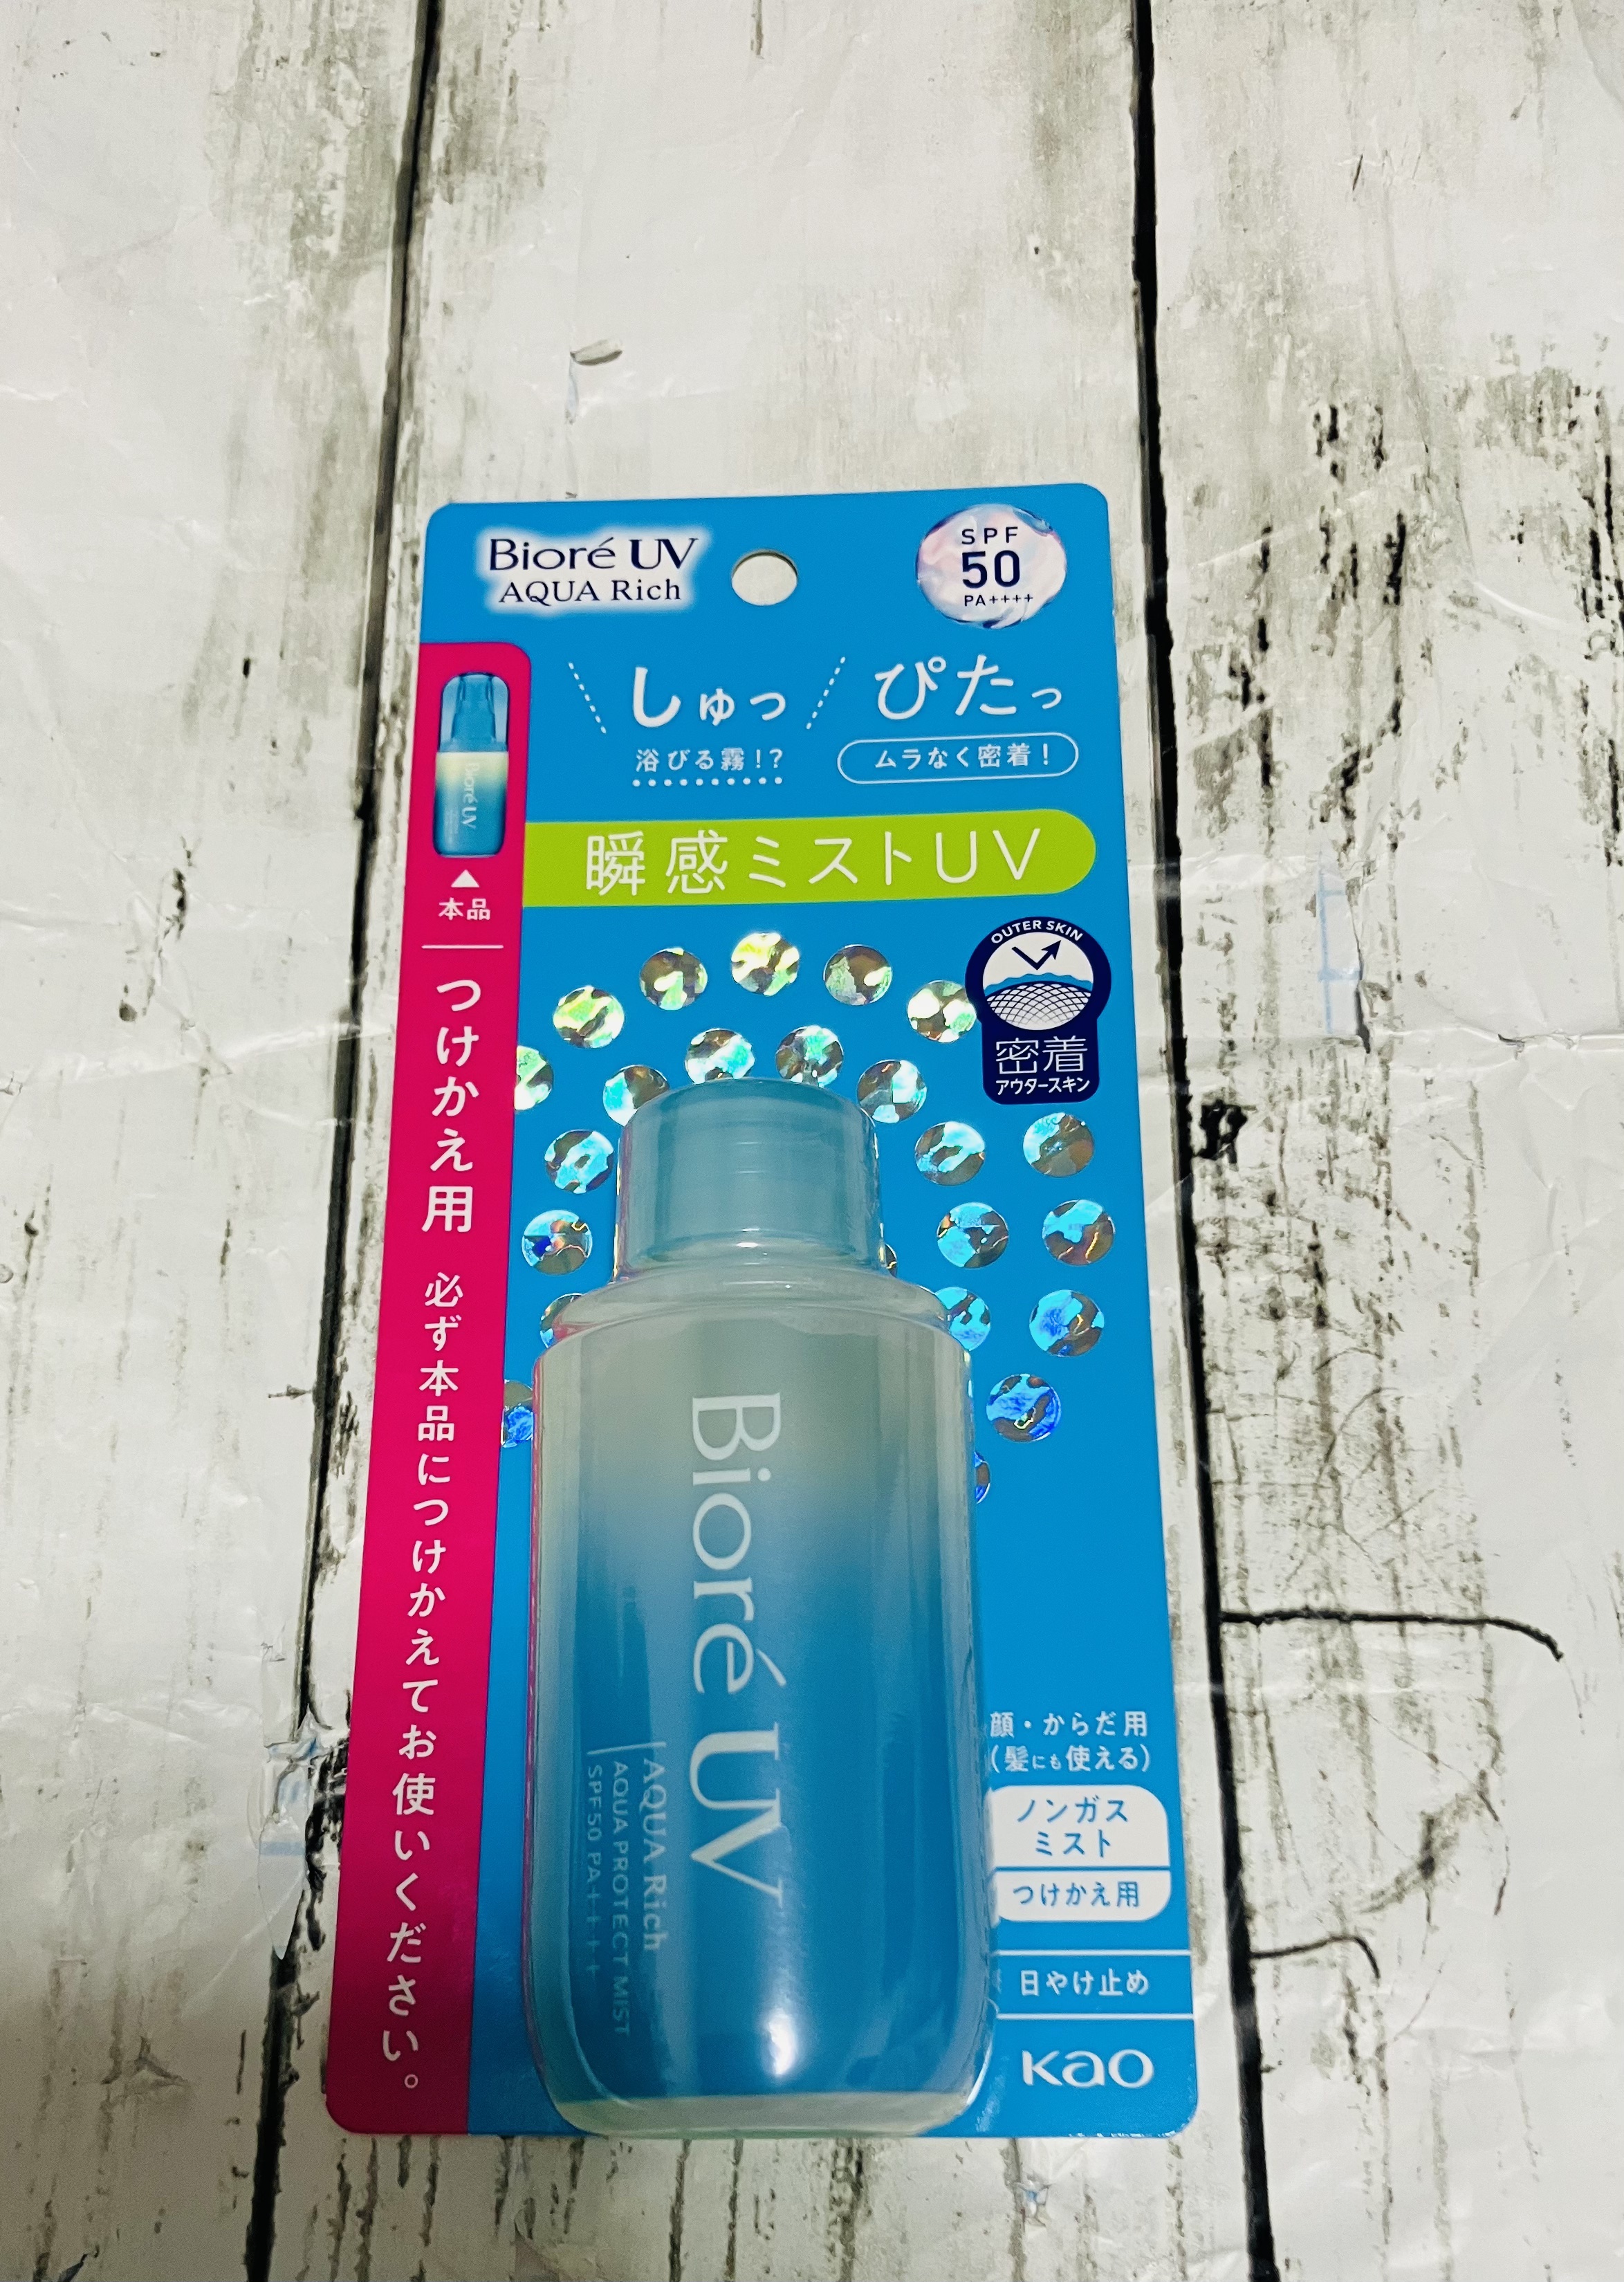 Bioré UV
AQUA Rich
SPF
50
PA++++
しゅっ
浴びる霧!?
ぴたっ
ムラなく密着!
瞬感ミストUV
Bioré UV
本品
つけかえ用 必ず本品につけかえてお使いください。
OUTER SKIN
密着
アウタースキン
Bioré UV
AQUA Rich
AQUA PROTECT MIST
SPF50 PA++++
顔・からだ用
(髪にも使える)
ノンガス
ミスト
つけかえ用
日やけ止め
Kao